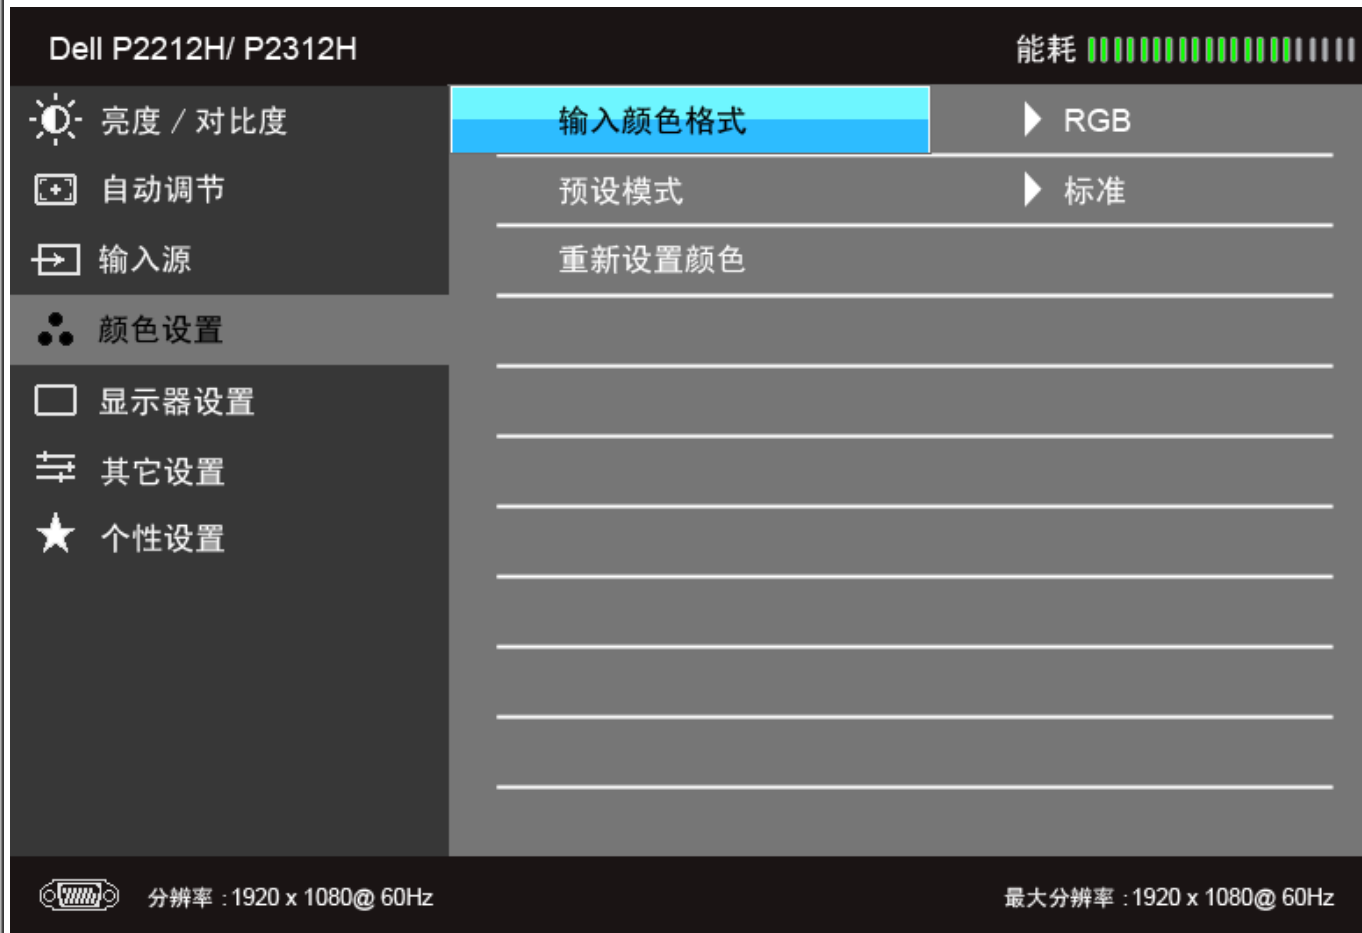 Dell P2212H/ P2312H
能耗
亮度 / 对比度
自动调节
输入源
颜色设置
显示器设置
其它设置
个性设置
输入颜色格式
RGB
预设模式
标准
重新设置颜色
分辨率 : 1920 x 1080@ 60Hz
最大分辨率 : 1920 x 1080@ 60Hz